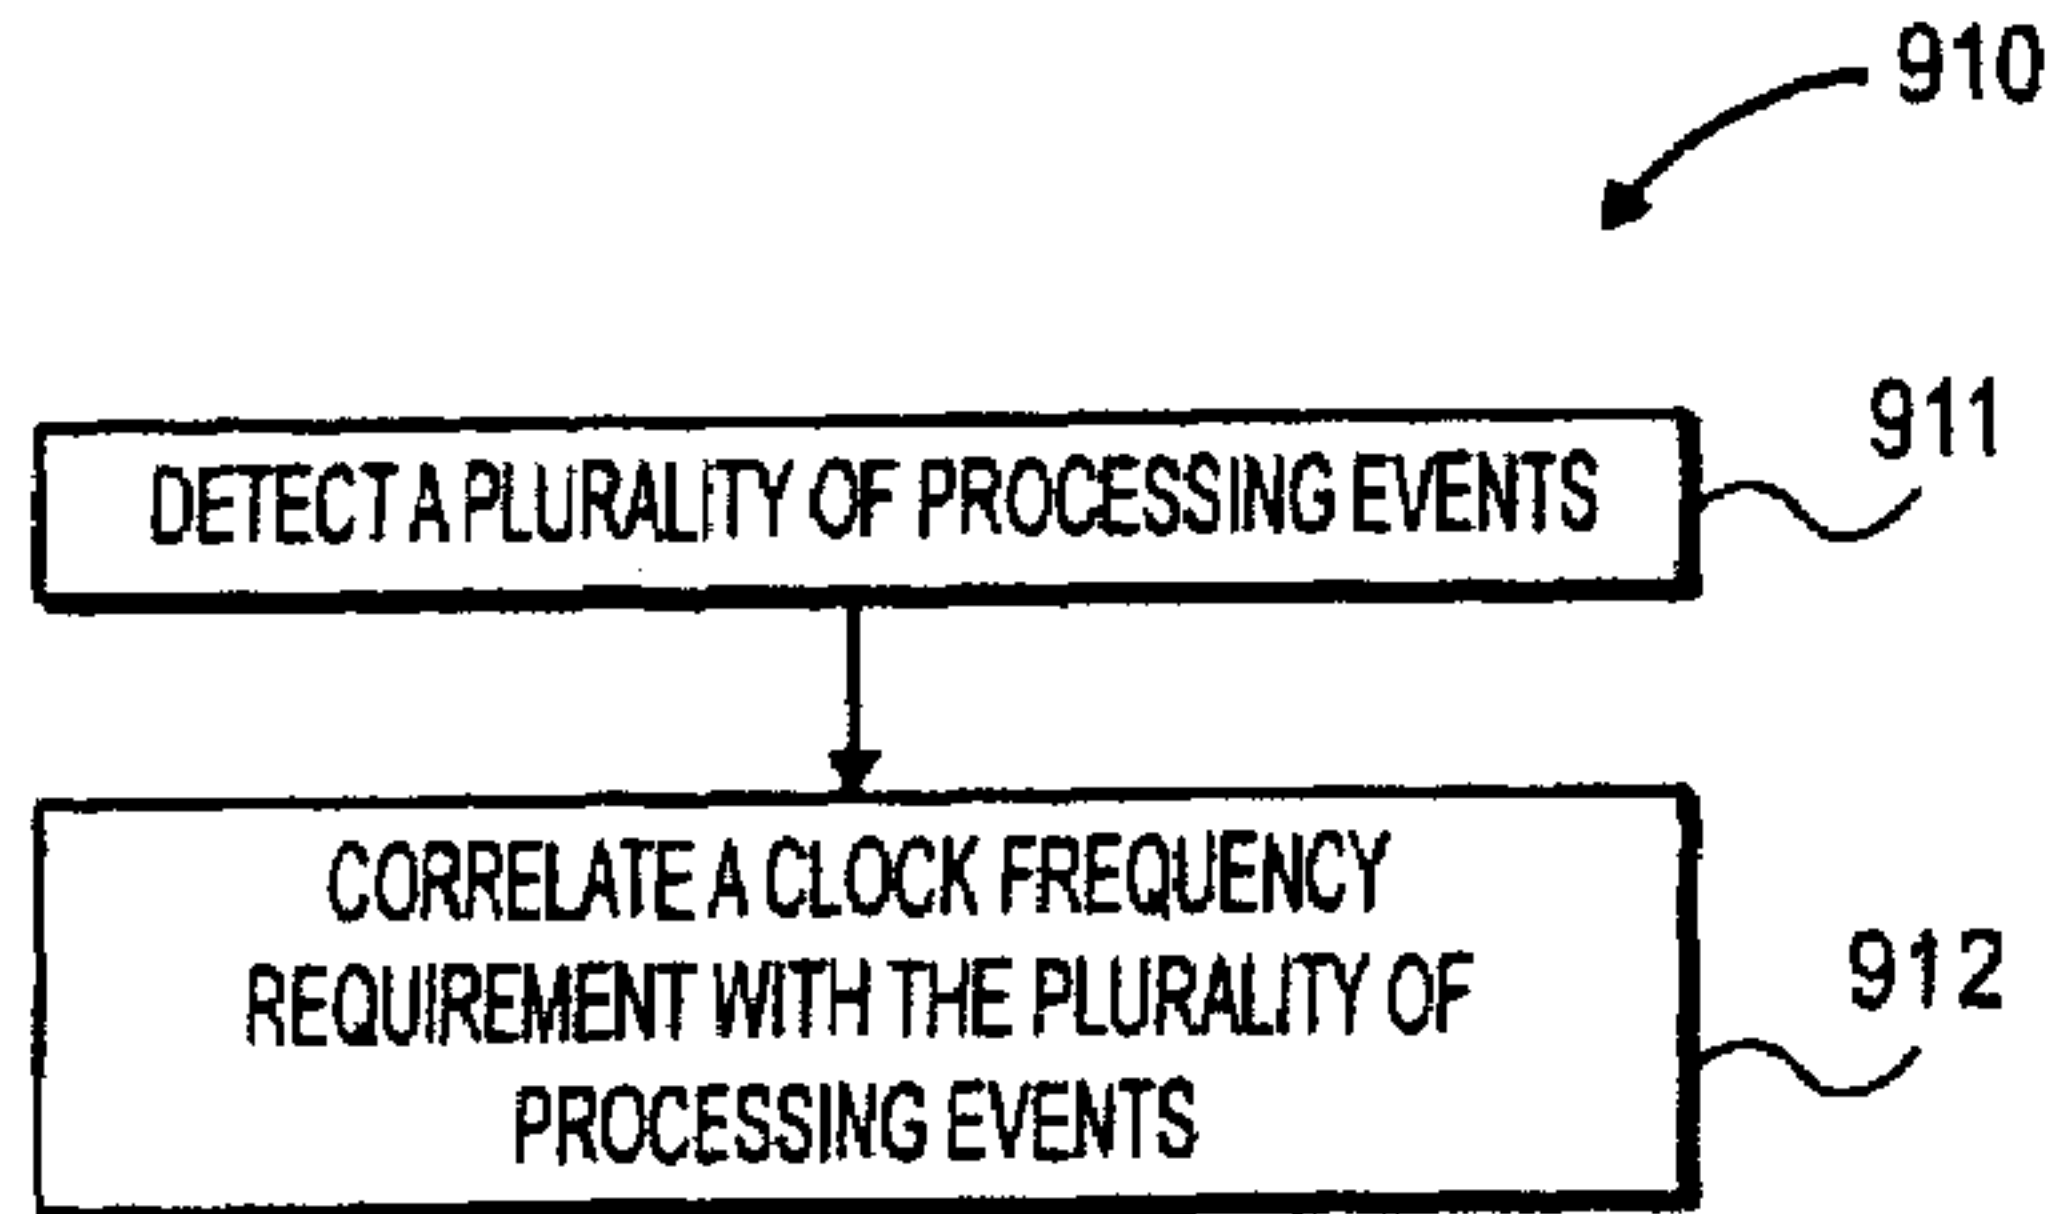 910
911
DETECT A PLURALITY OF PROCESSING EVENTS
CORRELATE A CLOCK FREQUENCY
REQUIREMENT WITH THE PLURALITY OF
912
PROCESSING EVENTS